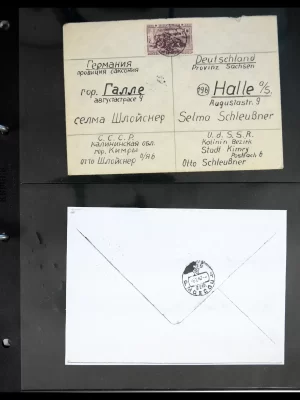 Германия
провинция саксония
гор. Галле
августастрасе 9
селма Шлойснер
С. С. С. Р.
Калининская обл.
гор. Кимры
отто Шлойснер
Deutschland
Provinz Sachsen
Halle a/S.
Augustastr. 9
Selma Schleußner
U. d. S. S. R.
Kalinin Bezirk
Stadt Kimry
Postfach 6
Otto Schleußner